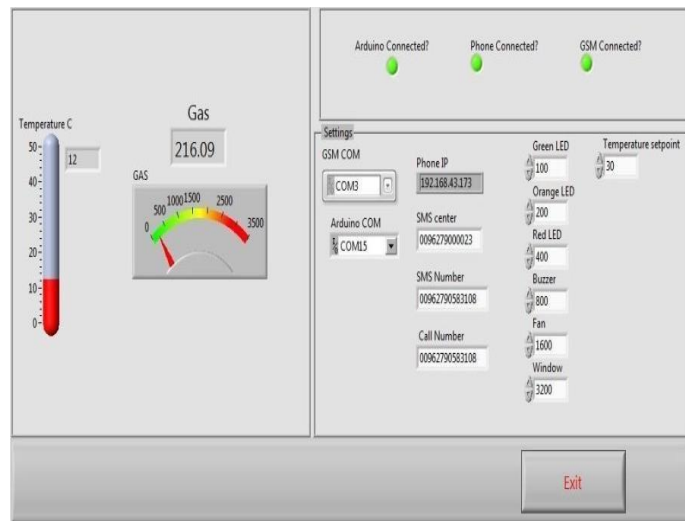 Arduino Connected?
Phone Connected?
GSM Connected?
Temperature C
12
50
40
30
20
10
0
Gas
216.09
GAS
0
500
1000
1500
2500
3500
Settings
GSM COM
COM3
Arduino COM
COM15
Phone IP
192.168.43.173
SMS center
0096279000023
SMS Number
00962790583108
Call Number
00962790583108
Green LED
100
Orange LED
200
Red LED
400
Buzzer
800
Fan
1600
Window
3200
Temperature setpoint
30
Exit